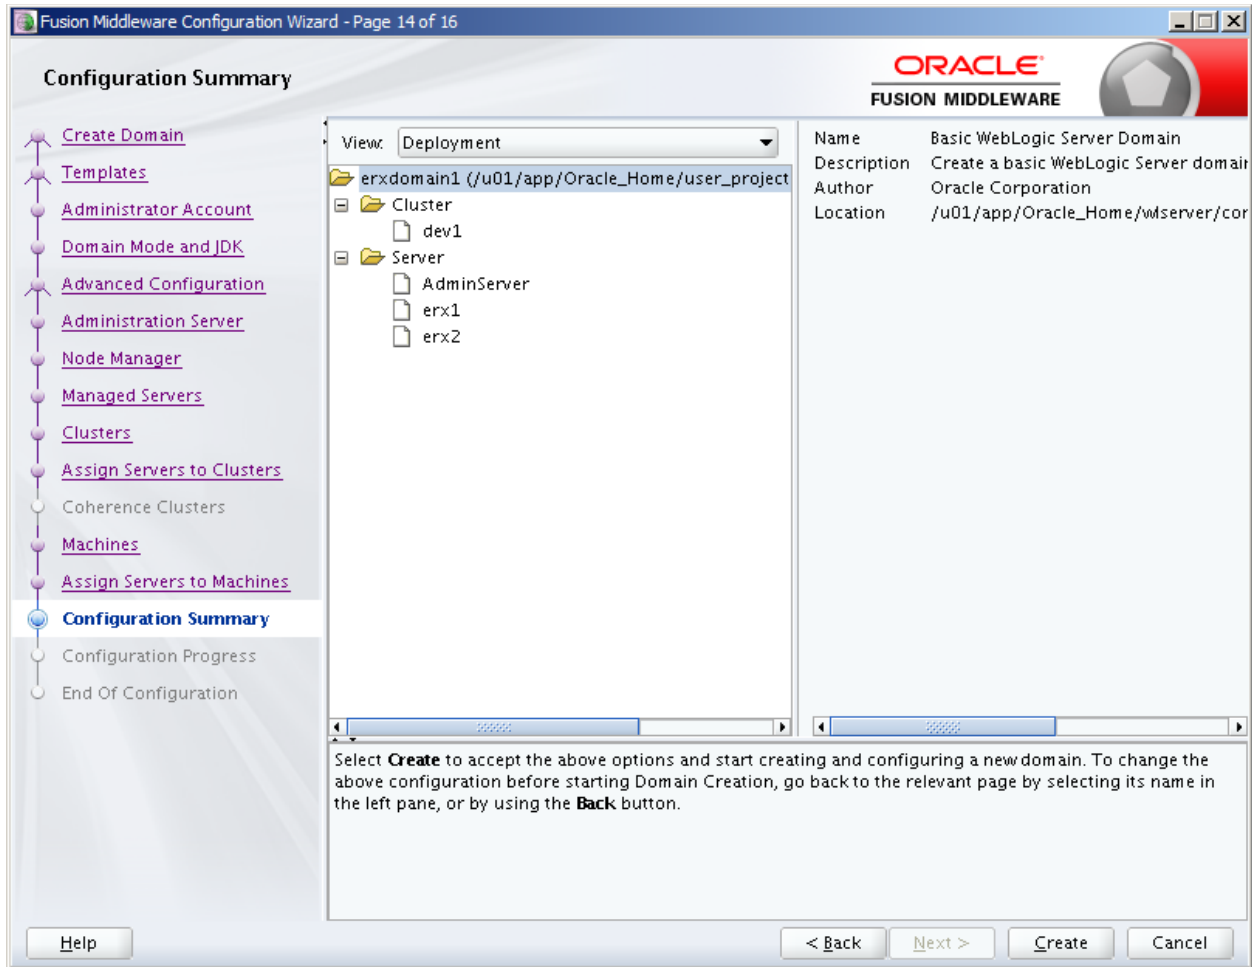 Fusion Middleware Configuration Wizard - Page 14 of 16
Configuration Summary
ORACLE
FUSION MIDDLEWARE
Create Domain
Templates
Administrator Account
Domain Mode and JDK
Advanced Configuration
Administration Server
Node Manager
Managed Servers
Clusters
Assign Servers to Clusters
Coherence Clusters
Machines
Assign Servers to Machines
Configuration Summary
Configuration Progress
End Of Configuration
View: Deployment
erxdomain1 (/u01/app/Oracle_Home/user_project
Cluster
dev1
Server
AdminServer
erx1
erx2
Name Basic WebLogic Server Domain
Description Create a basic WebLogic Server domain
Author Oracle Corporation
Location /u01/app/Oracle_Home/wlserver/cor
Select Create to accept the above options and start creating and configuring a new domain. To change the
above configuration before starting Domain Creation, go back to the relevant page by selecting its name in
the left pane, or by using the Back button.
Help < Back Next > Create Cancel